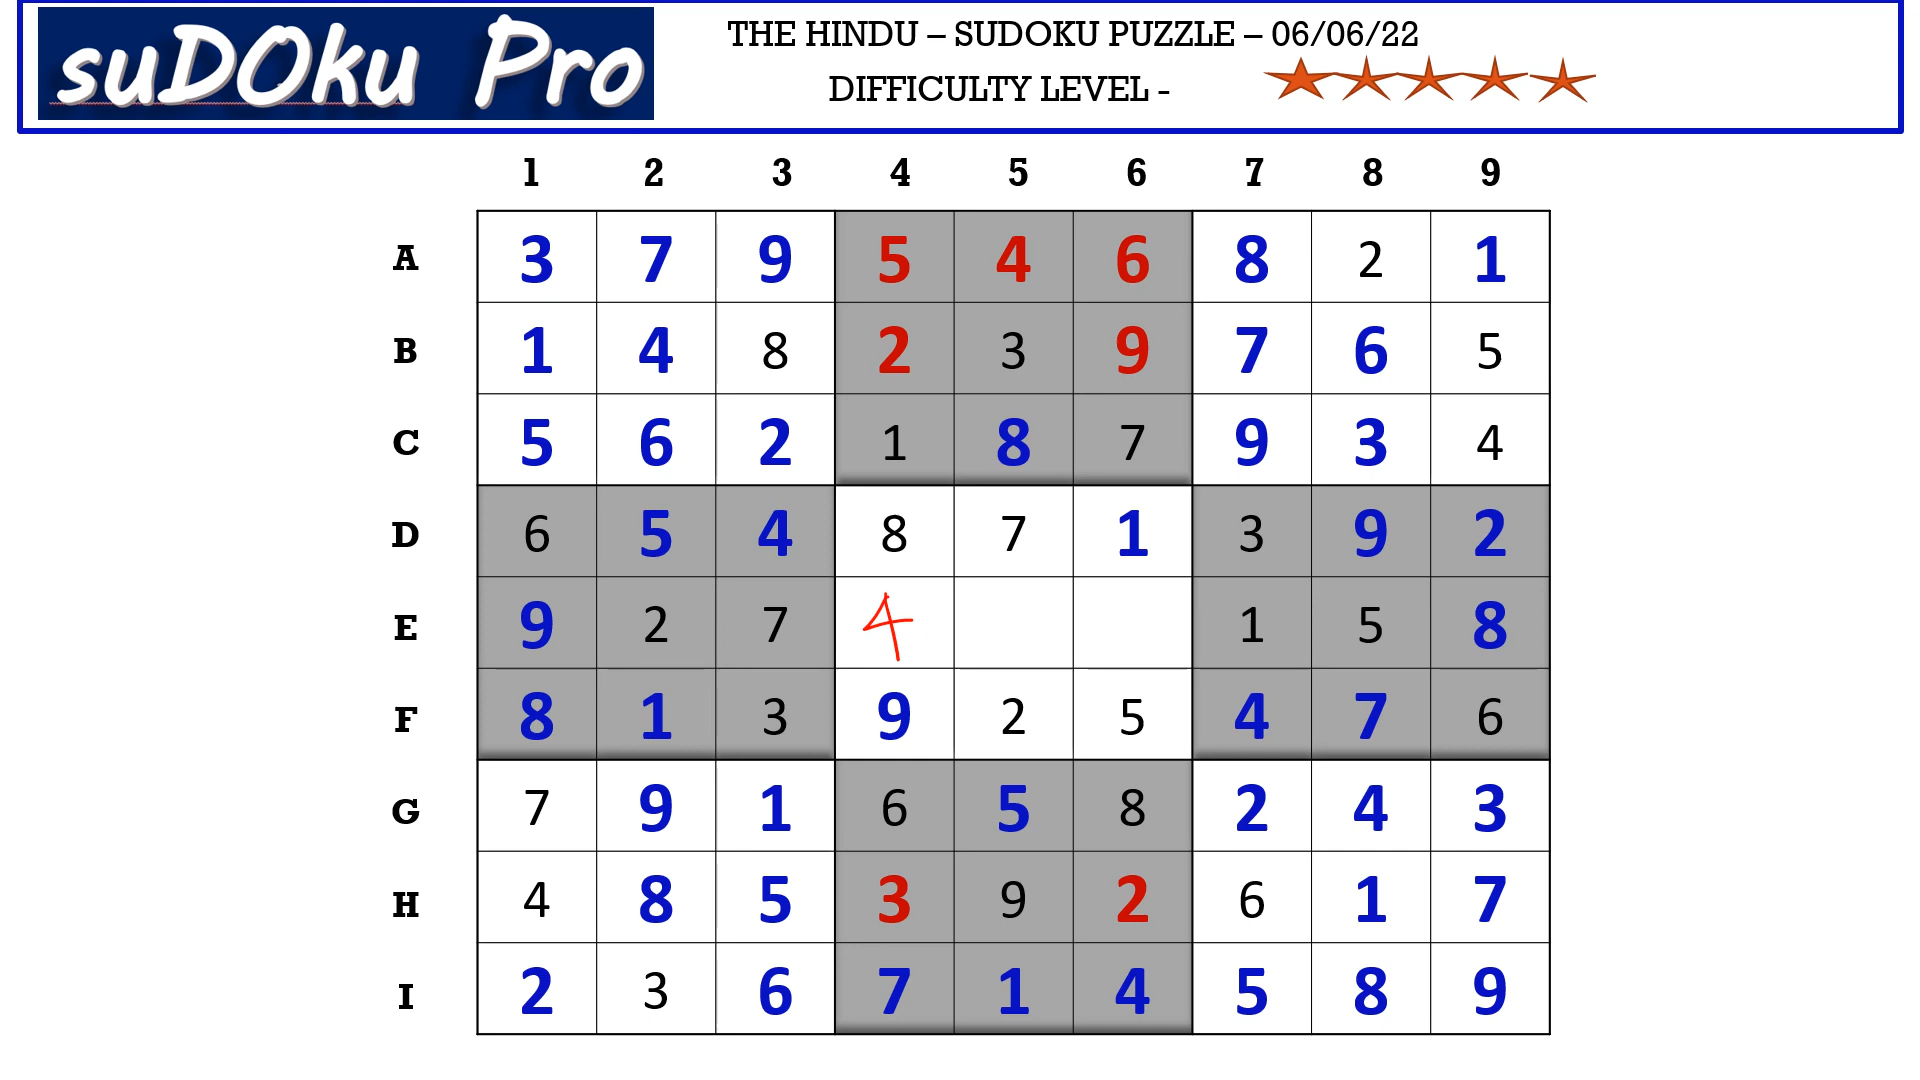 suDOku Pro
THE HINDU – SUDOKU PUZZLE – 06/06/22
DIFFICULTY LEVEL -
1 2 3 4 5 6 7 8 9
A 3 7 9 5 4 6 8 2 1
B 1 4 8 2 3 9 7 6 5
C 5 6 2 1 8 7 9 3 4
D 6 5 4 8 7 1 3 9 2
E 9 2 7 4 1 5 8
F 8 1 3 9 2 5 4 7 6
G 7 9 1 6 5 8 2 4 3
H 4 8 5 3 9 2 6 1 7
I 2 3 6 7 1 4 5 8 9